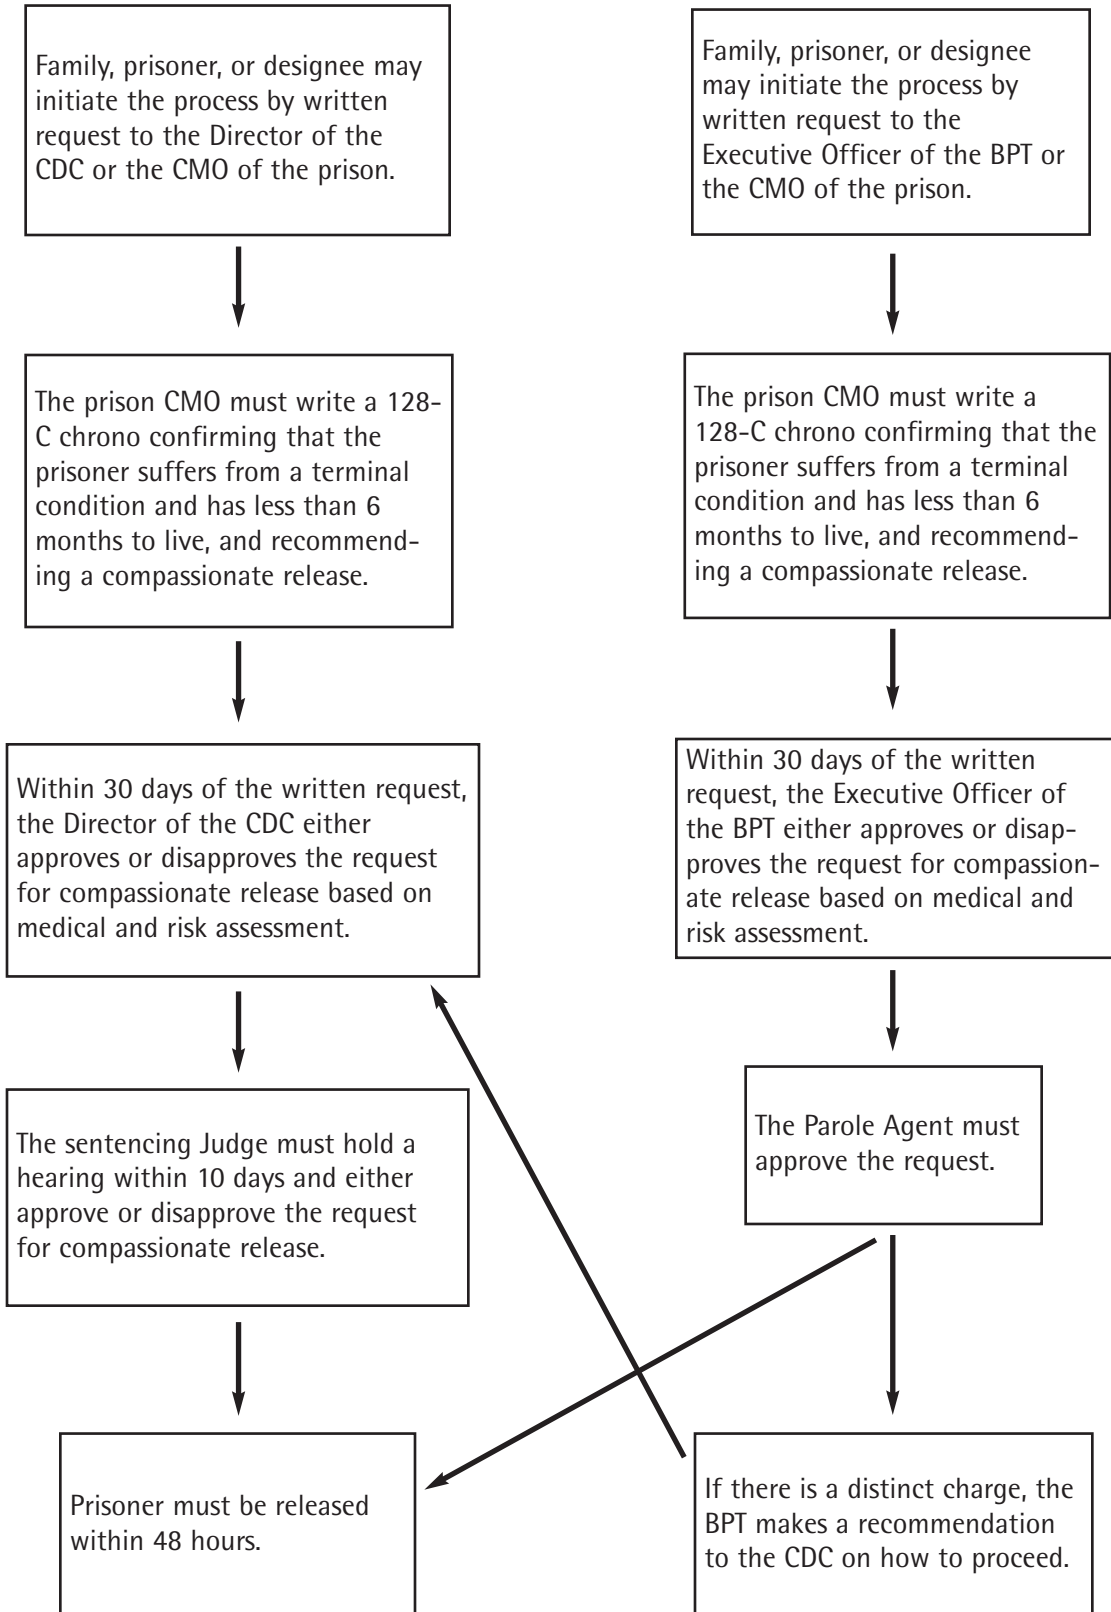 Family, prisoner, or designee may
initiate the process by written
request to the Director of the
CDC or the CMO of the prison.
The prison CMO must write a 128-
C chrono confirming that the
prisoner suffers from a terminal
condition and has less than 6
months to live, and recommend-
ing a compassionate release.
Within 30 days of the written request,
the Director of the CDC either
approves or disapproves the request
for compassionate release based on
medical and risk assessment.
The sentencing Judge must hold a
hearing within 10 days and either
approve or disapprove the request
for compassionate release.
Prisoner must be released
within 48 hours.
Family, prisoner, or designee
may initiate the process by
written request to the
Executive Officer of the BPT or
the CMO of the prison.
The prison CMO must write a
128-C chrono confirming that the
prisoner suffers from a terminal
condition and has less than 6
months to live, and recommend-
ing a compassionate release.
Within 30 days of the written
request, the Executive Officer of
the BPT either approves or disap-
proves the request for compassion-
ate release based on medical and
risk assessment.
The Parole Agent must
approve the request.
If there is a distinct charge, the
BPT makes a recommendation
to the CDC on how to proceed.